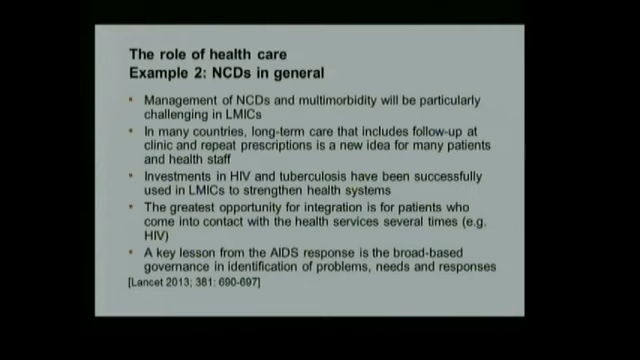 The role of health care
Example 2: NCDs in general
• Management of NCDs and multimorbidity will be particularly
challenging in LMICs
• In many countries, long-term care that includes follow-up at
clinic and repeat prescriptions is a new idea for many patients
and health staff
• Investments in HIV and tuberculosis have been successfully
used in LMICs to strengthen health systems
• The greatest opportunity for integration is for patients who
come into contact with the health services several times (e.g.
HIV)
• A key lesson from the AIDS response is the broad-based
governance in identification of problems, needs and responses
[Lancet 2013; 381: 690-697]